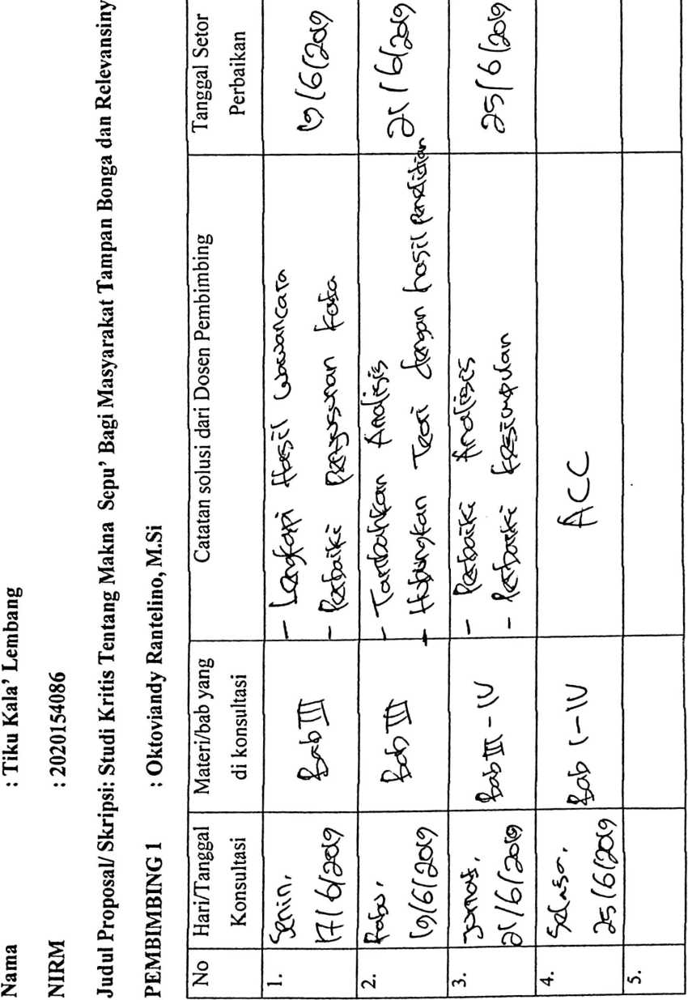 Nama : Tiku Kala' Lembang
NIRM : 2020154086
Judul Proposal/ Skripsi: Studi Kritis Tentang Makna Sepu' Bagi Masyarakat Tampan Bonga dan Relevansiny
PEMBIMBING 1 : Oktoviandy Rantelino, M.Si
No Hari/Tanggal Konsultasi Materi/bab yang di konsultasi Catatan solusi dari Dosen Pembimbing Tanggal Setor Perbaikan
1. Senin, 17/6/2019 Bab III - Lengkapi Hasil wawancara 19/6/2019
- Perbaiki Penyusunan kata
2. Rabu, 19/6/2019 Bab III - Tambahkan Analisis 21/6/2019
- Hubungkan Teori dengan hasil penelitian
3. Jumat, 21/6/2019 Bab III - IV - Perbaiki Analisis 25/6/2019
- Perbaiki kesimpulan
4. Selasa, 25/6/2019 Bab I-IV ACC
5.